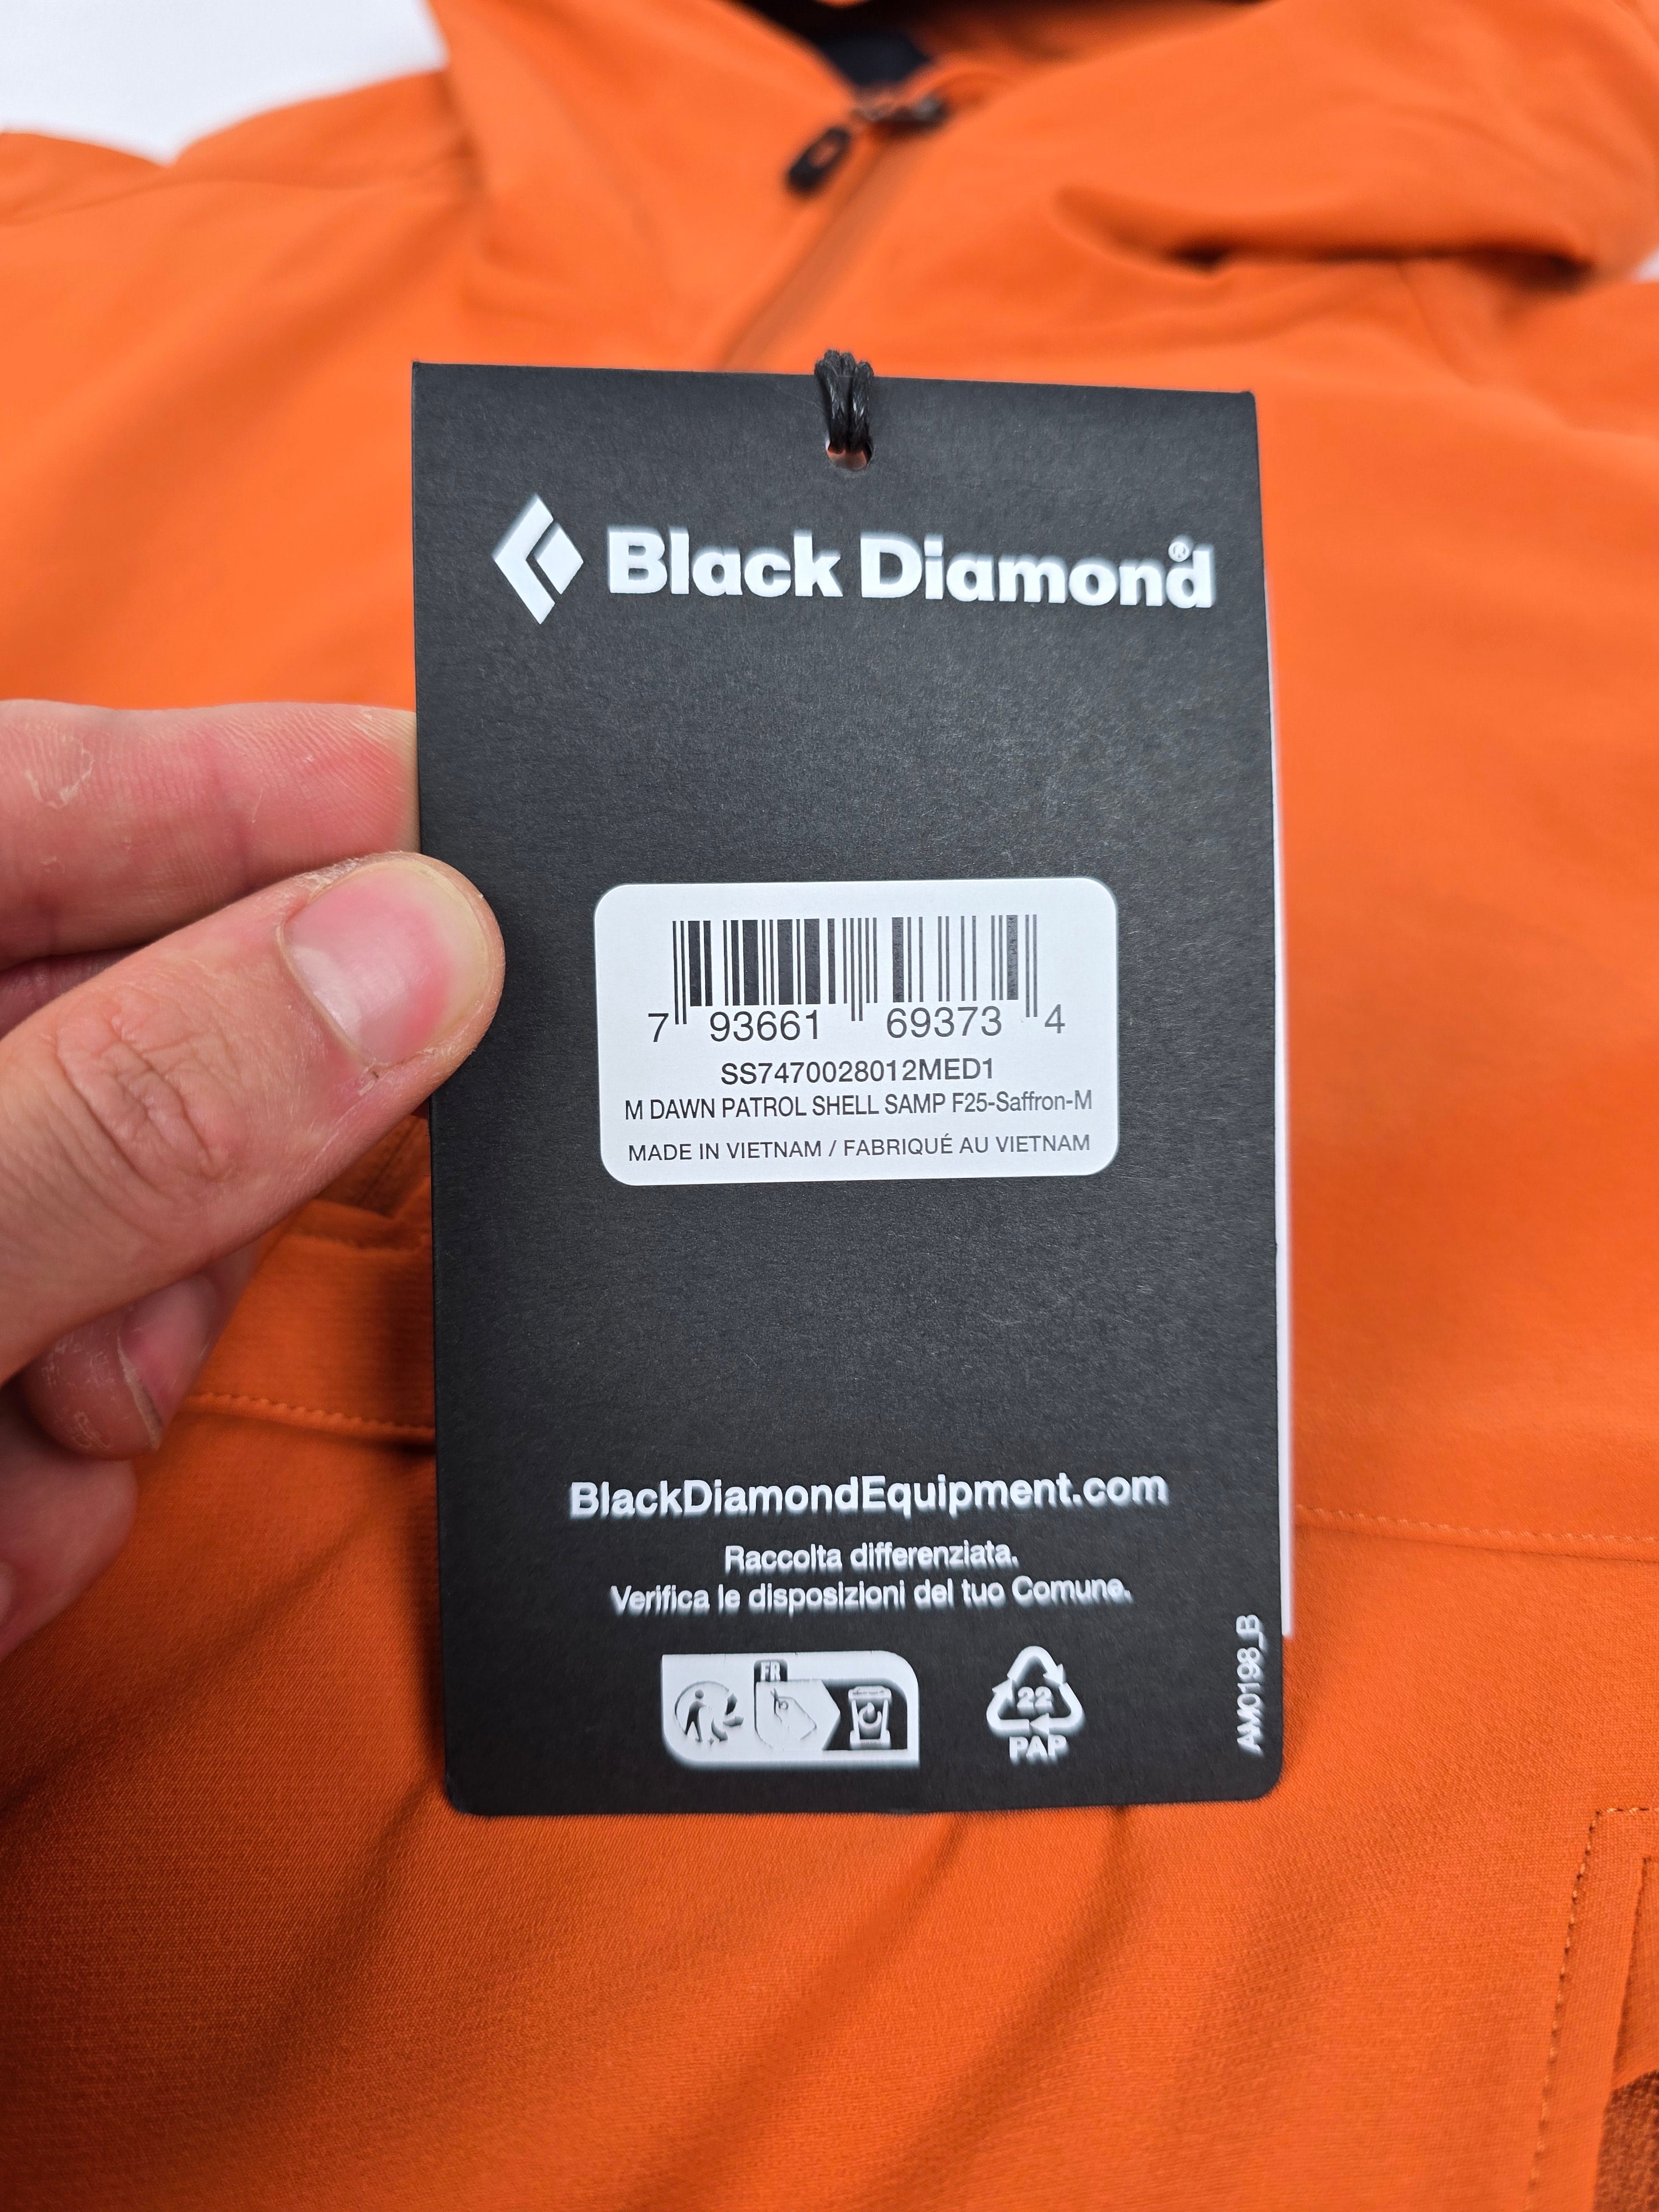 Black Diamond®
7 93661 69373 4
SS7470028012MED1
M DAWN PATROL SHELL SAMP F25-Saffron-M
MADE IN VIETNAM / FABRIQUÉ AU VIETNAM
BlackDiamondEquipment.com
Raccolta differenziata.
Verifica le disposizioni del tuo Comune.
FR
22
PAP
AM0198_B